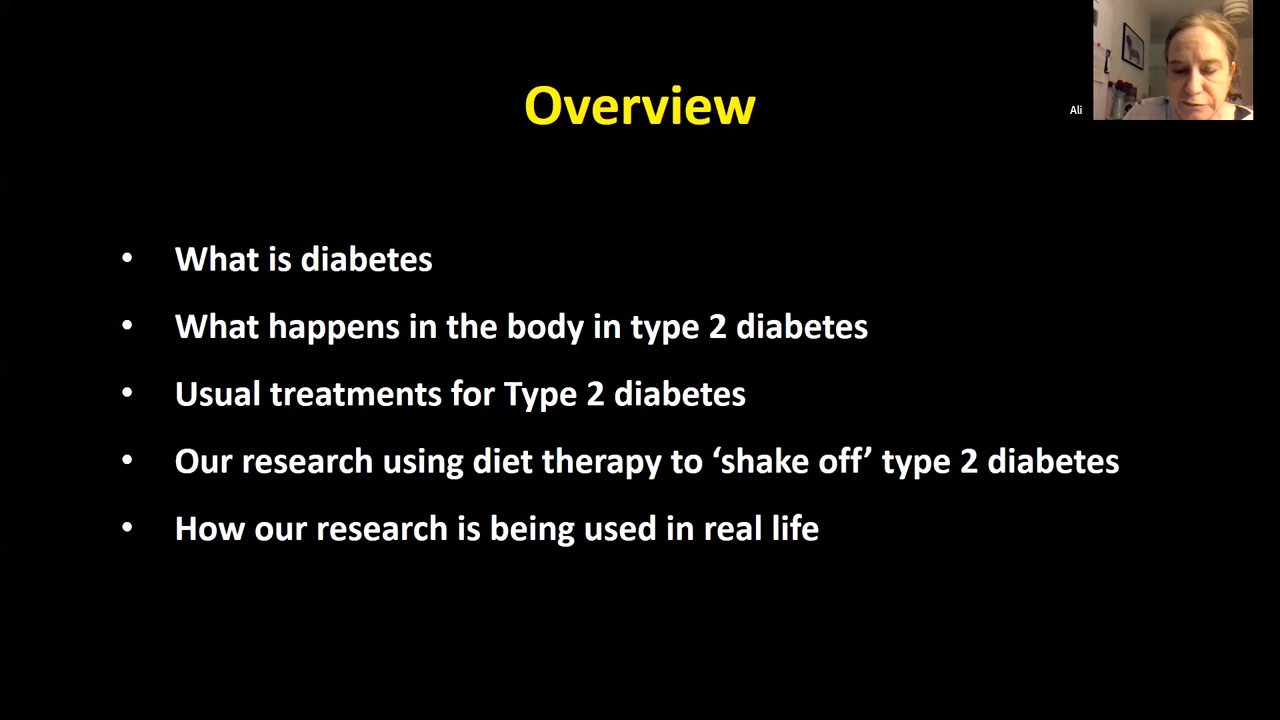 Overview
Ali
• What is diabetes
• What happens in the body in type 2 diabetes
• Usual treatments for Type 2 diabetes
• Our research using diet therapy to ‘shake off’ type 2 diabetes
• How our research is being used in real life